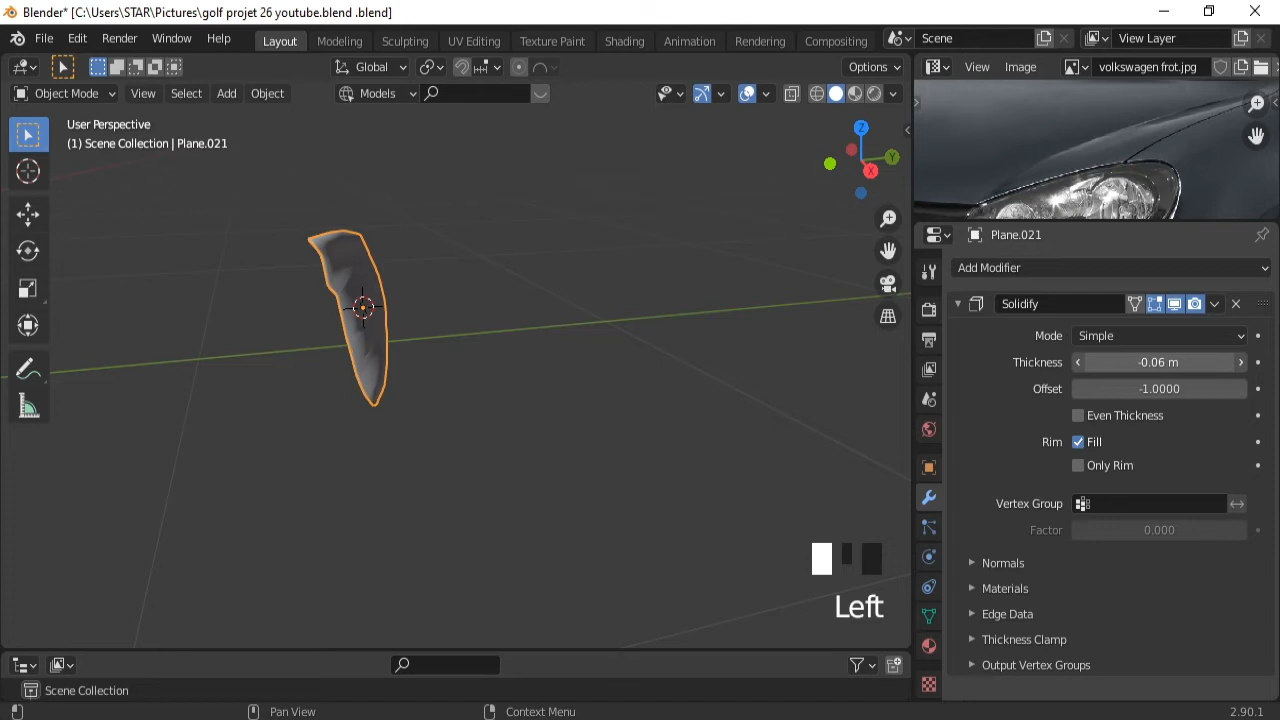 Blender* [C:\Users\STAR\Pictures\golf projet 26 youtube.blend .blend]
File Edit Render Window Help
Layout Modeling Sculpting UV Editing Texture Paint Shading Animation Rendering Compositing
Scene
View Layer
Global
Options
View Image
volkswagen frot.jpg
Object Mode View Select Add Object
Models
User Perspective
(1) Scene Collection | Plane.021
Z
Y
X
Plane.021
Add Modifier
Solidify
Mode Simple
Thickness -0.06 m
Offset -1.0000
Even Thickness
Rim Fill
Only Rim
Vertex Group
Factor 0.000
Normals
Materials
Edge Data
Thickness Clamp
Output Vertex Groups
Left
Scene Collection
Pan View
Context Menu
2.90.1